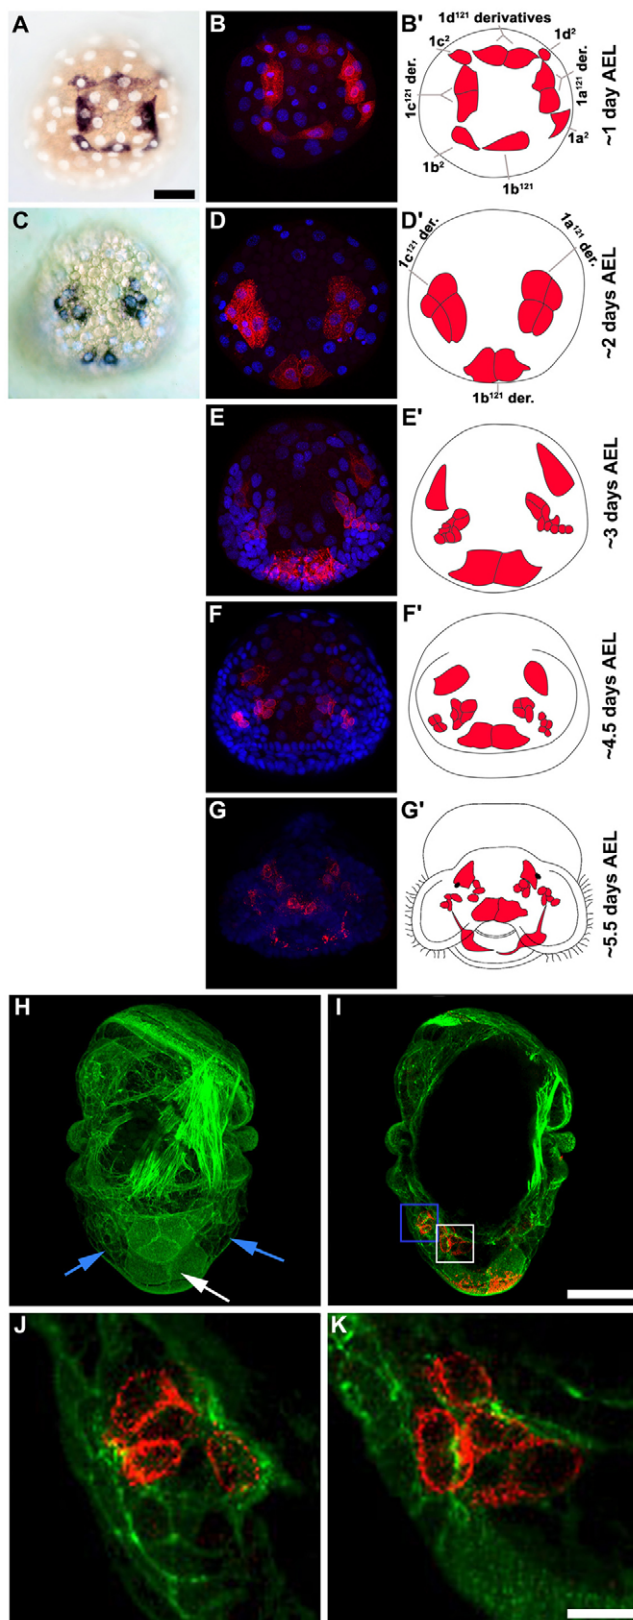 A
B
B'
1d¹²¹ derivatives
1c²
1d²
1c¹²¹ der.
1a¹²¹ der.
1a²
1b²
1b¹²¹
~1 day AEL
C
D
D'
1c¹²¹ der.
1a¹²¹ der.
1b¹²¹ der.
~2 days AEL
E
E'
~3 days AEL
F
F'
~4.5 days AEL
G
G'
~5.5 days AEL
H
I
J
K